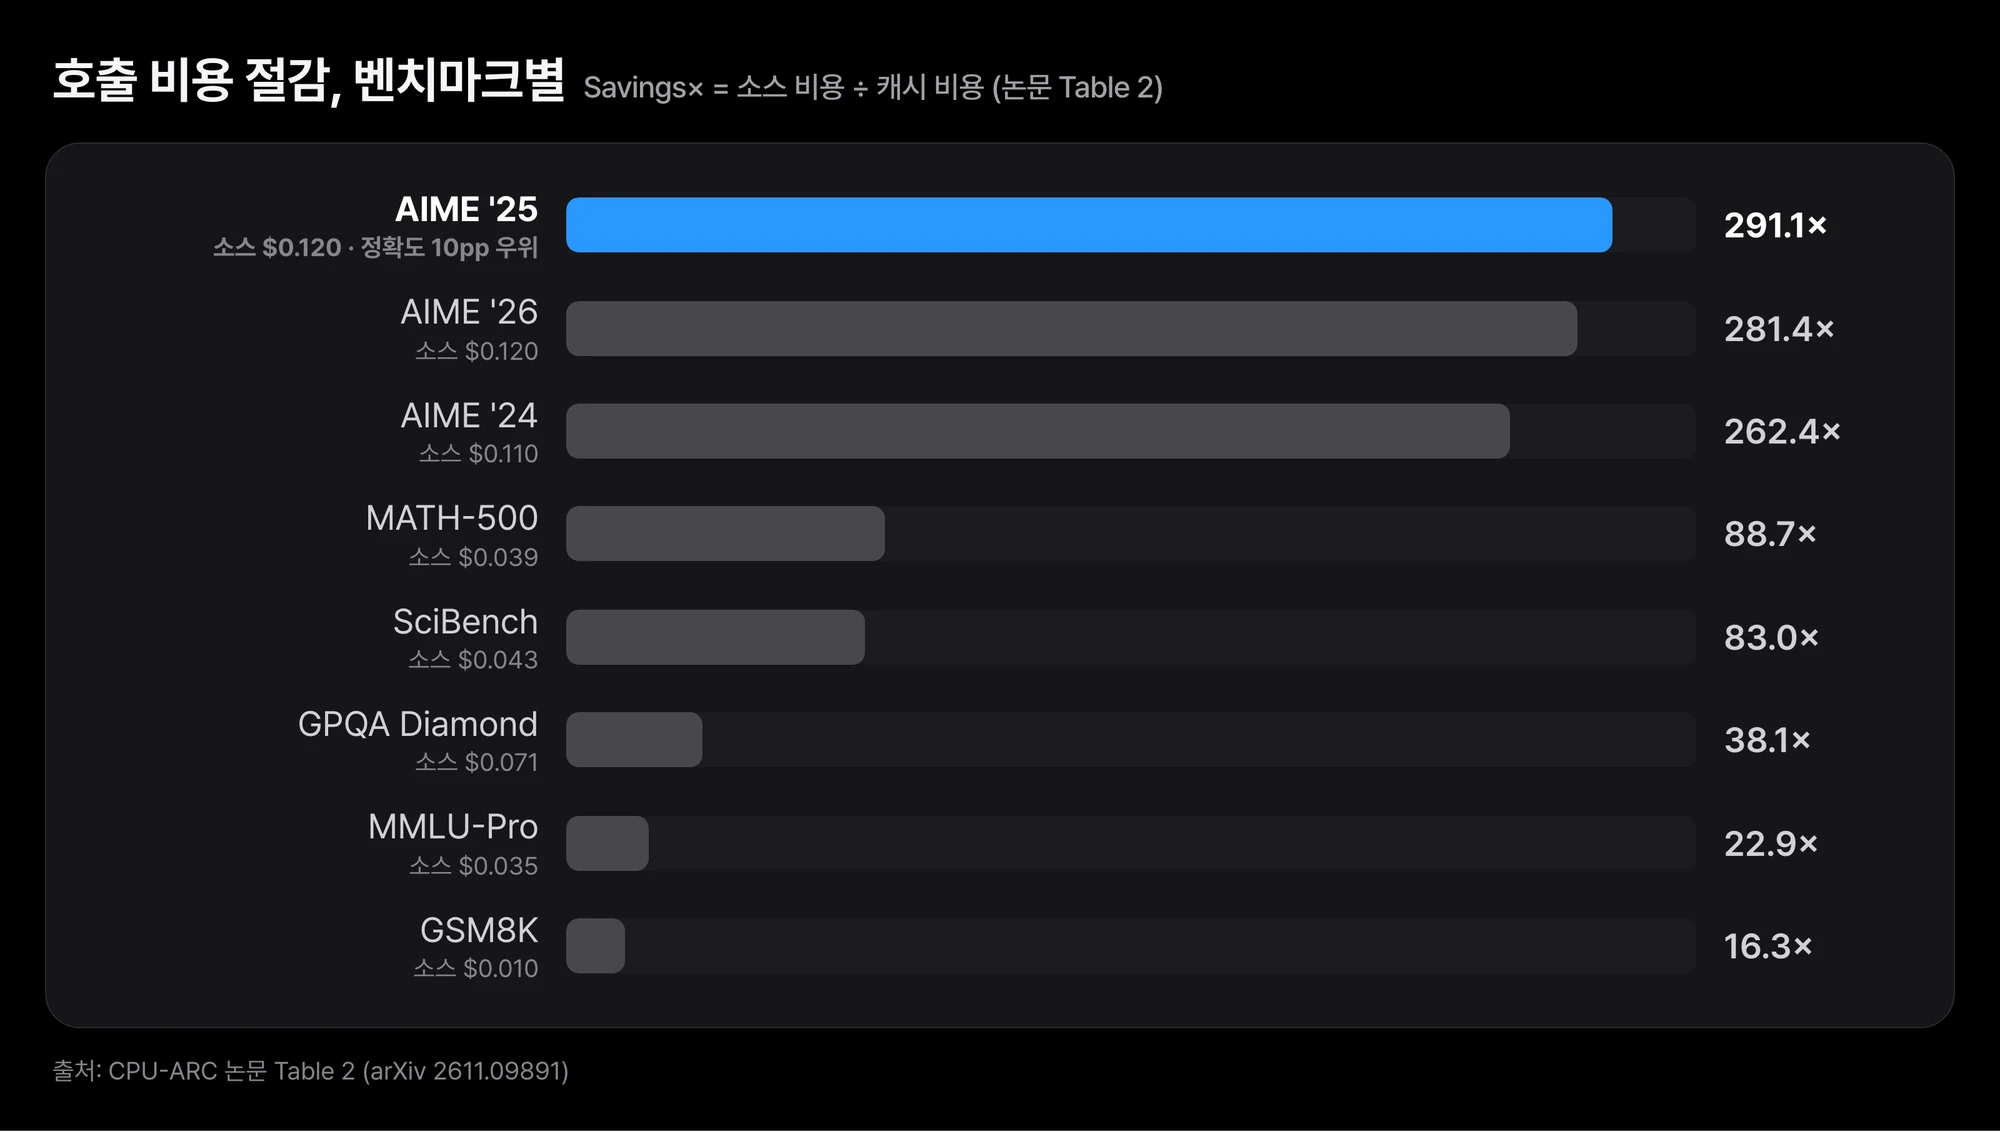 호출 비용 절감, 벤치마크별 Savings× = 소스 비용 ÷ 캐시 비용 (논문 Table 2)
AIME '25
소스 $0.120 · 정확도 10pp 우위
291.1×
AIME '26
소스 $0.120
281.4×
AIME '24
소스 $0.110
262.4×
MATH-500
소스 $0.039
88.7×
SciBench
소스 $0.043
83.0×
GPQA Diamond
소스 $0.071
38.1×
MMLU-Pro
소스 $0.035
22.9×
GSM8K
소스 $0.010
16.3×
출처: CPU-ARC 논문 Table 2 (arXiv 2611.09891)